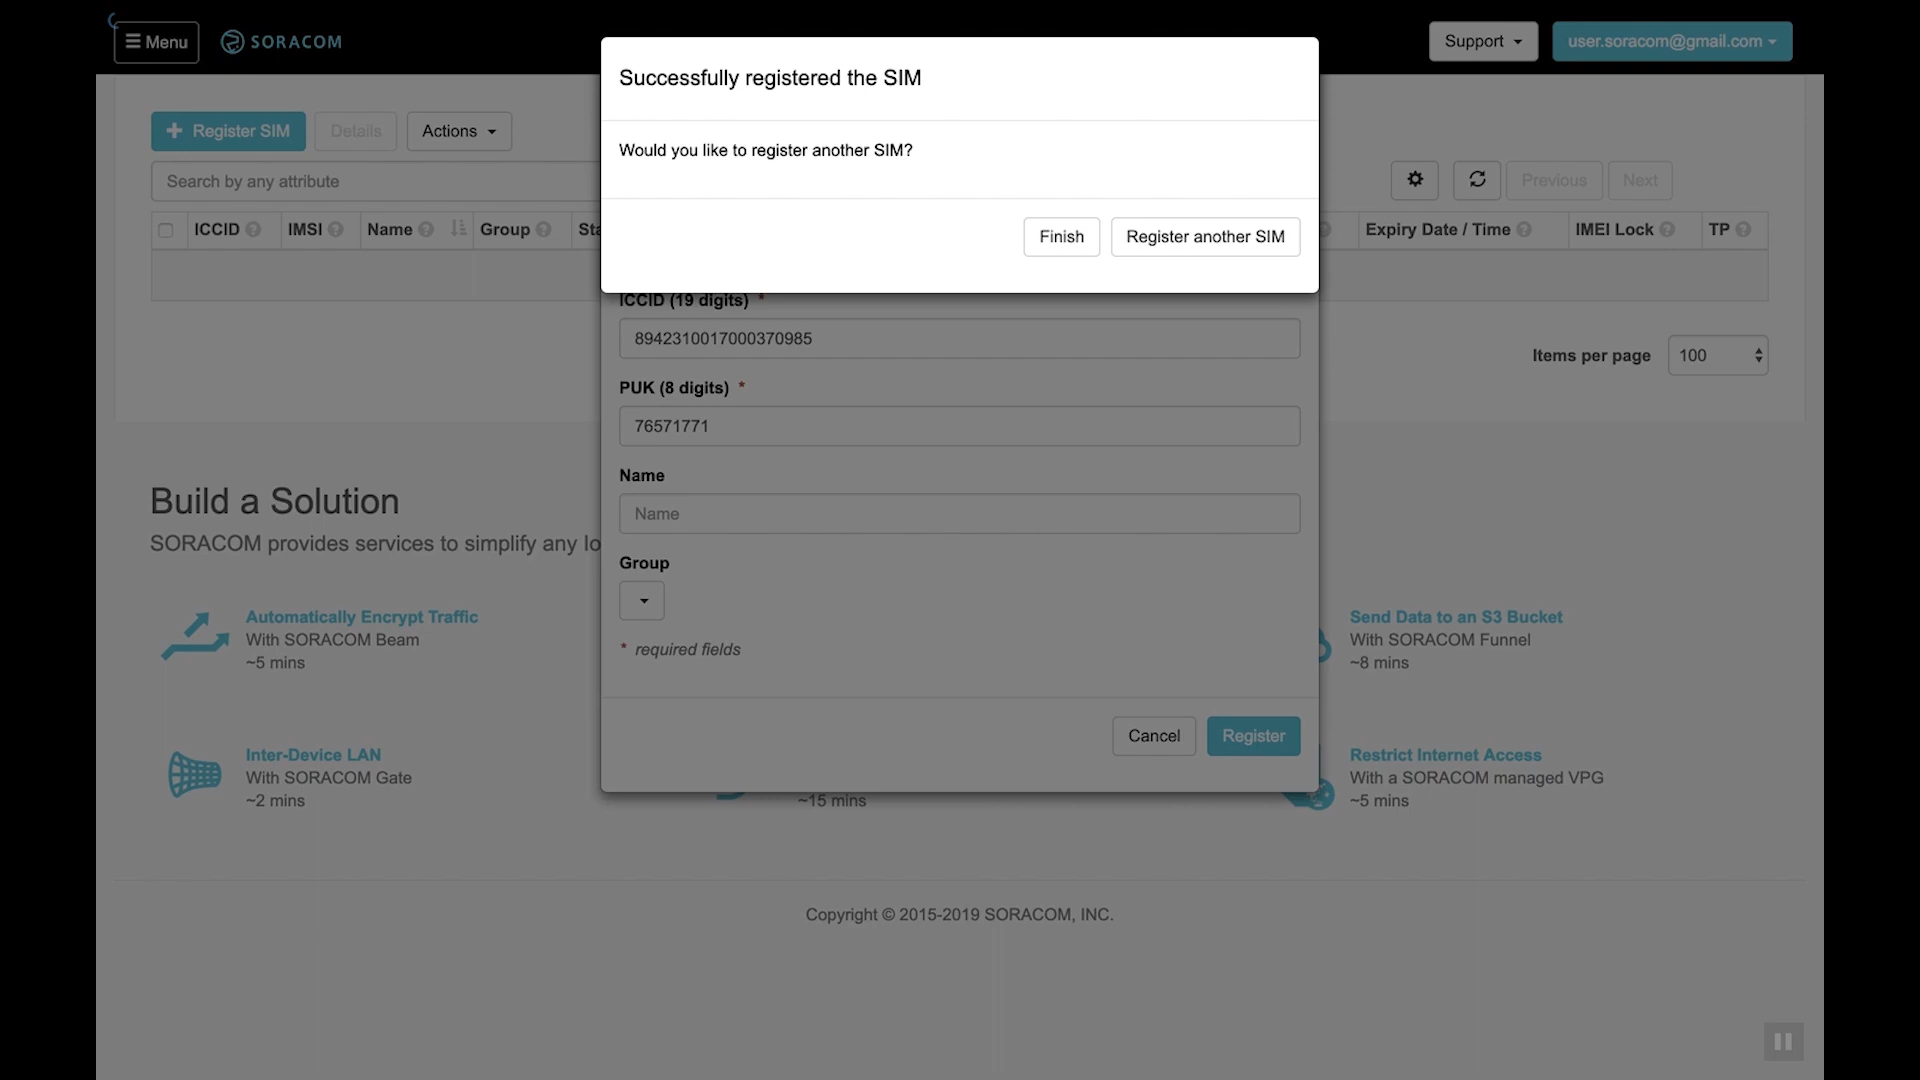 Menu
SORACOM
Support
user.soracom@gmail.com
Successfully registered the SIM
Would you like to register another SIM?
Finish
Register another SIM
Register SIM
Details
Actions
Search by any attribute
Previous
Next
ICCID
IMSI
Name
Group
Sta
Expiry Date / Time
IMEI Lock
TP
Items per page
100
ICCID (19 digits) *
8942310017000370985
PUK (8 digits) *
76571771
Name
Name
Group
* required fields
Cancel
Register
Build a Solution
SORACOM provides services to simplify any Io
Automatically Encrypt Traffic
With SORACOM Beam
~5 mins
Send Data to an S3 Bucket
With SORACOM Funnel
~8 mins
Inter-Device LAN
With SORACOM Gate
~2 mins
~15 mins
Restrict Internet Access
With a SORACOM managed VPG
~5 mins
Copyright © 2015-2019 SORACOM, INC.